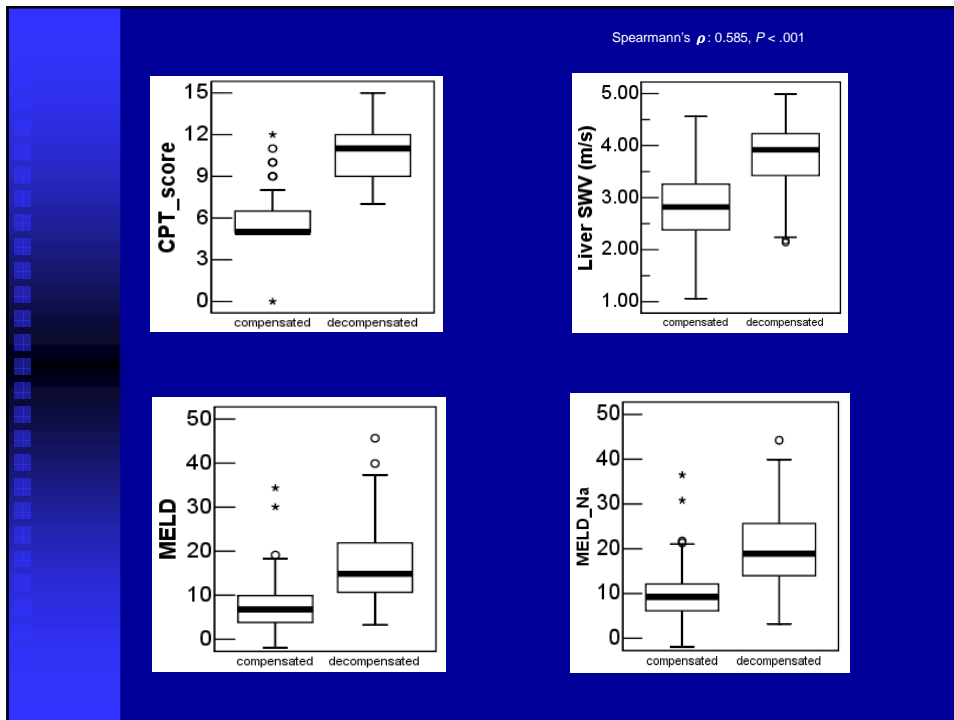 Spearmann's ρ: 0.585, P < .001
CPT_score
15
12
9
6
3
0
compensated decompensated
Liver SWV (m/s)
5.00
4.00
3.00
2.00
1.00
compensated decompensated
MELD
50
40
30
20
10
0
compensated decompensated
MELD_Na
50
40
30
20
10
0
compensated decompensated